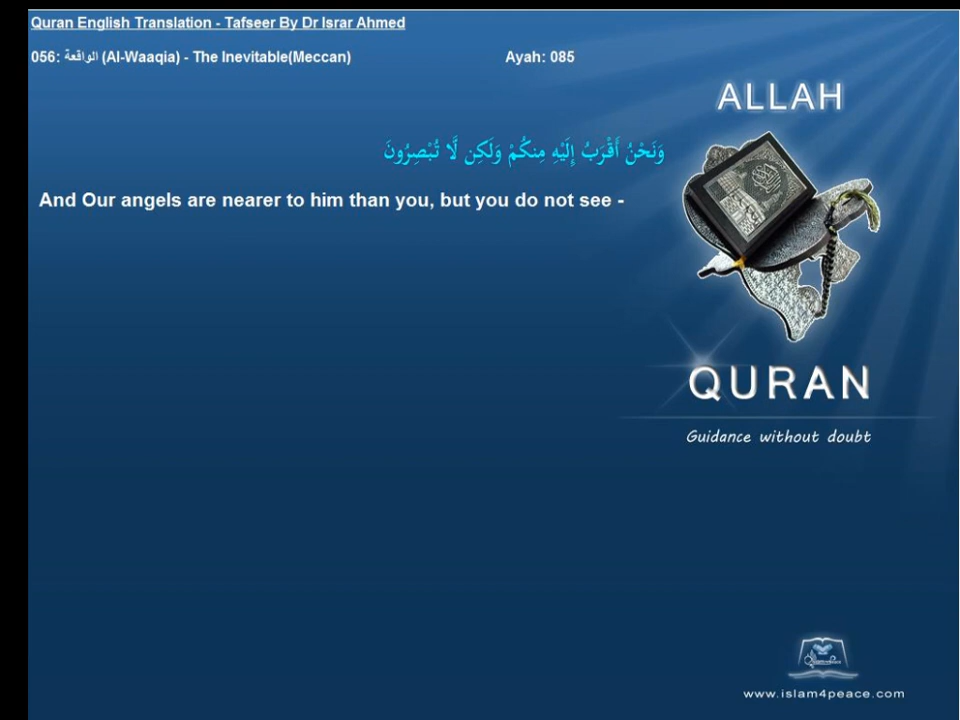 Quran English Translation - Tafseer By Dr Israr Ahmed
056: الواقعة (Al-Waaqia) - The Inevitable(Meccan) Ayah: 085
ALLAH
وَنَحْنُ أَقْرَبُ إِلَيْهِ مِنكُمْ وَلَكِن لَّا تُبْصِرُونَ
And Our angels are nearer to him than you, but you do not see -
QURAN
Guidance without doubt
www.islam4peace.com